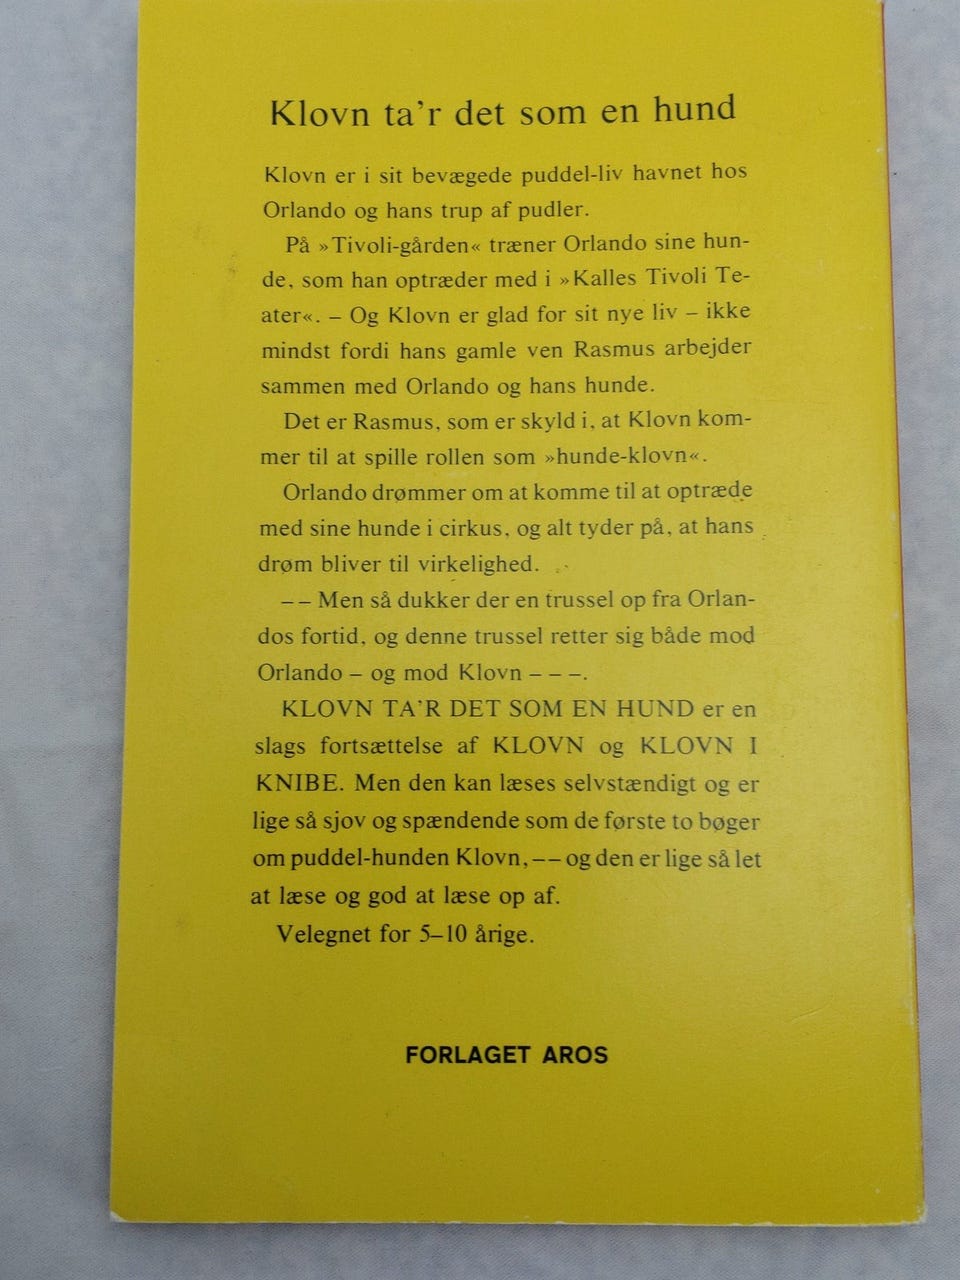 Klovn ta'r det som en hund
Klovn er i sit bevægede puddel-liv havnet hos
Orlando og hans trup af pudler.
På »Tivoli-gården« træner Orlando sine hun-
de, som han optræder med i »Kalles Tivoli Te-
ater«. – Og Klovn er glad for sit nye liv – ikke
mindst fordi hans gamle ven Rasmus arbejder
sammen med Orlando og hans hunde.
Det er Rasmus, som er skyld i, at Klovn kom-
mer til at spille rollen som »hunde-klovn«.
Orlando drømmer om at komme til at optræde
med sine hunde i cirkus, og alt tyder på, at hans
drøm bliver til virkelighed.
–– Men så dukker der en trussel op fra Orlan-
dos fortid, og denne trussel retter sig både mod
Orlando – og mod Klovn – – –.
KLOVN TA'R DET SOM EN HUND er en
slags fortsættelse af KLOVN og KLOVN I
KNIBE. Men den kan læses selvstændigt og er
lige så sjov og spændende som de første to bøger
om puddel-hunden Klovn, –– og den er lige så let
at læse og god at læse op af.
Velegnet for 5–10 årige.
FORLAGET AROS